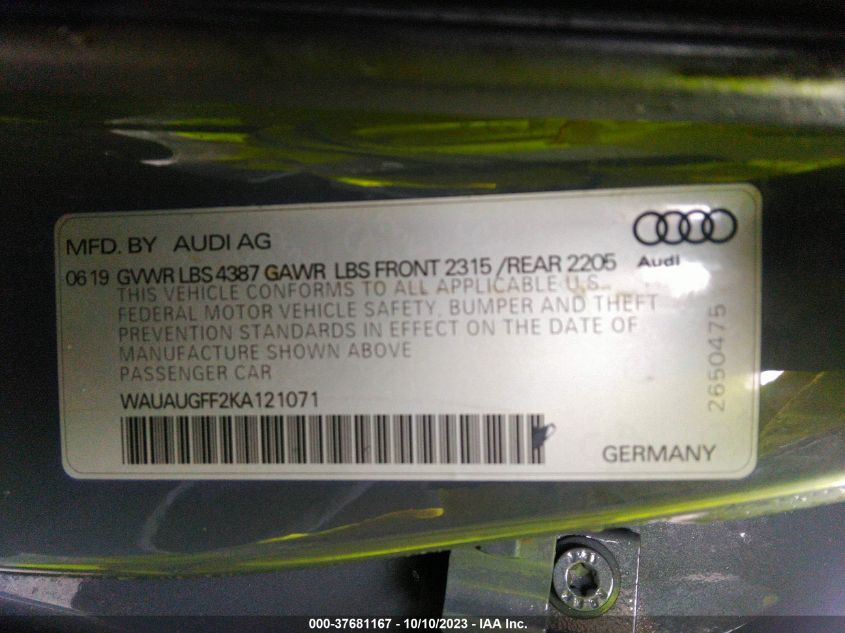 MFD. BY AUDI AG
0619 GVWR LBS 4387 GAWR LBS FRONT 2315 /REAR 2205
Audi
THIS VEHICLE CONFORMS TO ALL APPLICABLE U.S.
FEDERAL MOTOR VEHICLE SAFETY, BUMPER AND THEFT
PREVENTION STANDARDS IN EFFECT ON THE DATE OF
MANUFACTURE SHOWN ABOVE
PASSENGER CAR
WAUAUGFF2KA121071
GERMANY
2650475
000-37681167 - 10/10/2023 - IAA Inc.